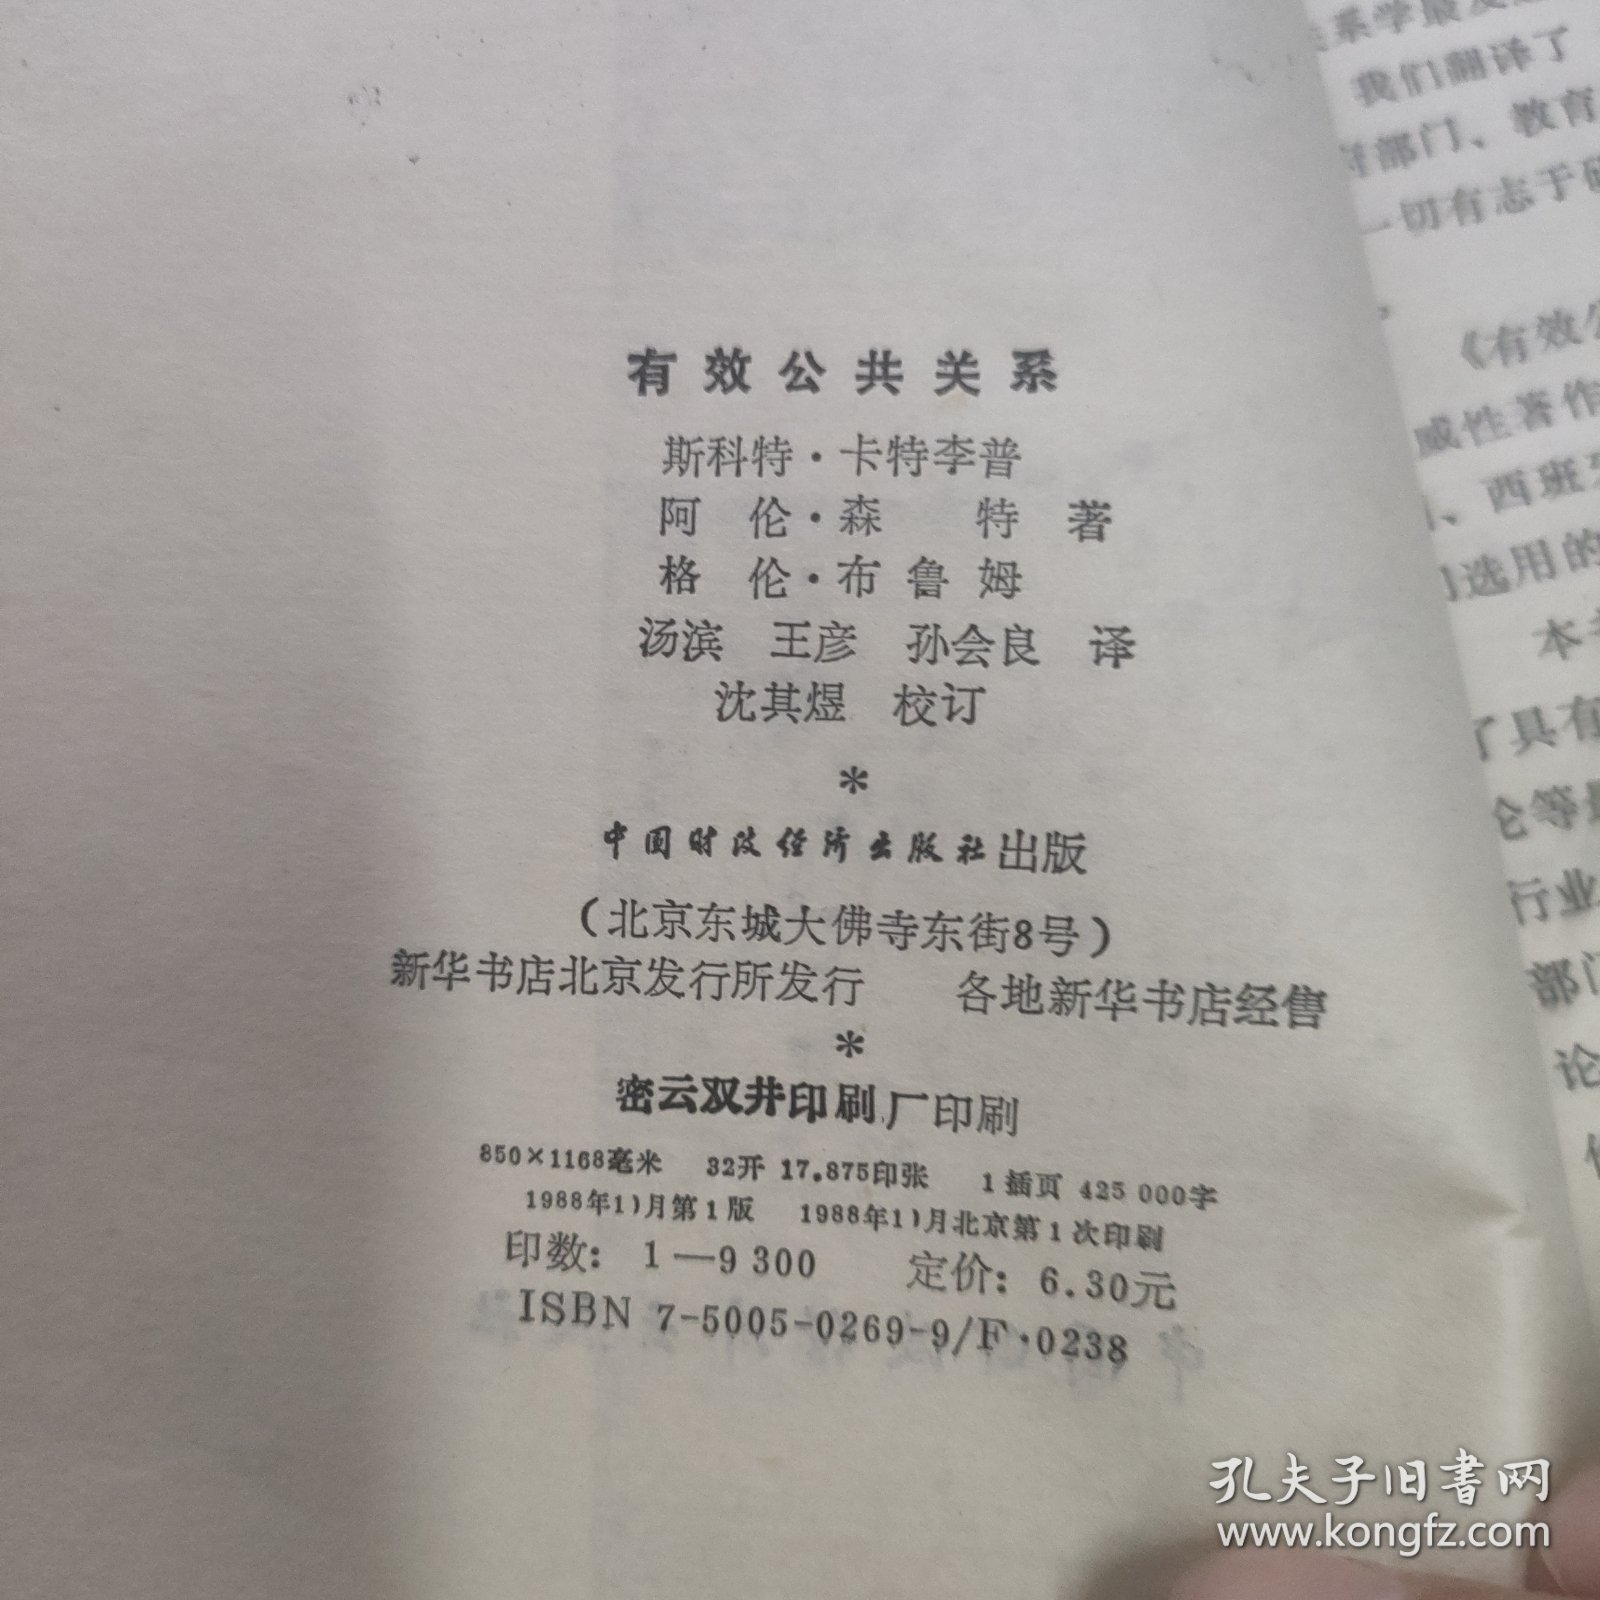 有效公共关系
斯科特·卡特李普
阿 伦·森 特 著
格 伦·布鲁姆
汤滨 王彦 孙会良 译
沈其煜 校订
*
中国财政经济出版社出版
(北京东城大佛寺东街8号)
新华书店北京发行所发行 各地新华书店经售
*
密云双井印刷厂印刷
850×1168毫米 32开 17.875印张 1插页 425 000字
1988年11月第1版 1988年11月北京第1次印刷
印数: 1—9 300 定价: 6.30元
ISBN 7-5005-0269-9/F·0238
我们翻译了
部门、教育
一切有志于
《有效
威性著作
、西班
选用的
本
了具有
论等
行业
部门
论
孔夫子旧书网
www.kongfz.com